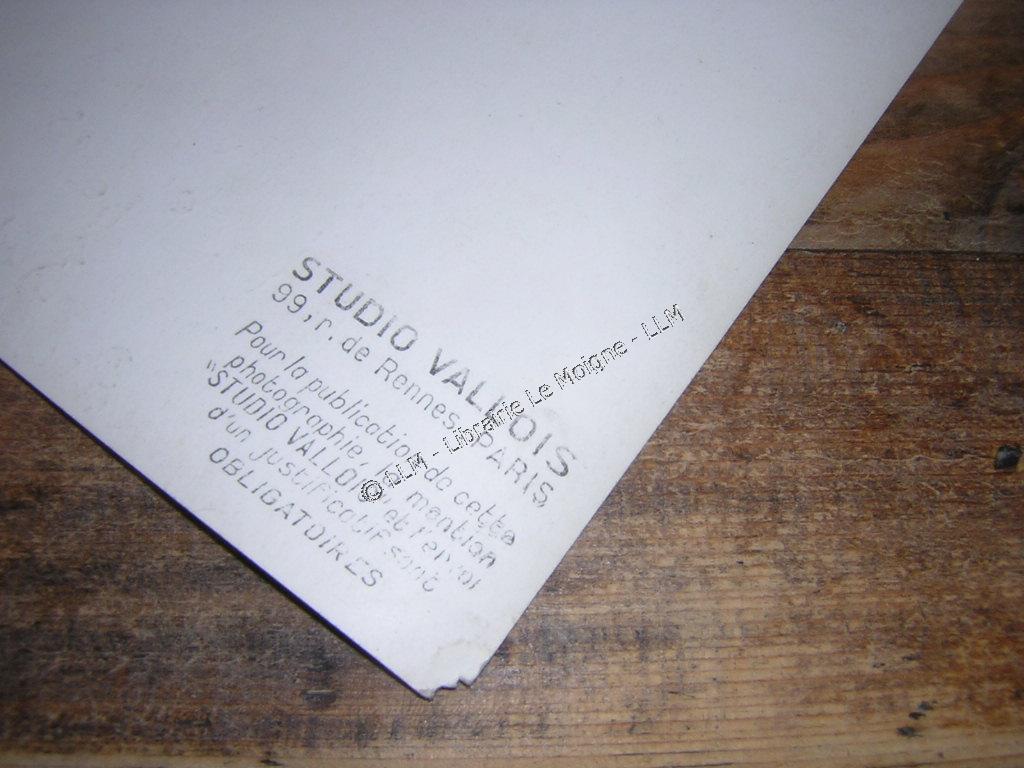 STUDIO VALLOIS
99, r. de Rennes, PARIS
Pour la publication de cette
photographie, la mention
"STUDIO VALLOIS" et l'envoi
d'un justificatif sont
OBLIGATOIRES
© DLM - Librairie Le Moigne - LLM